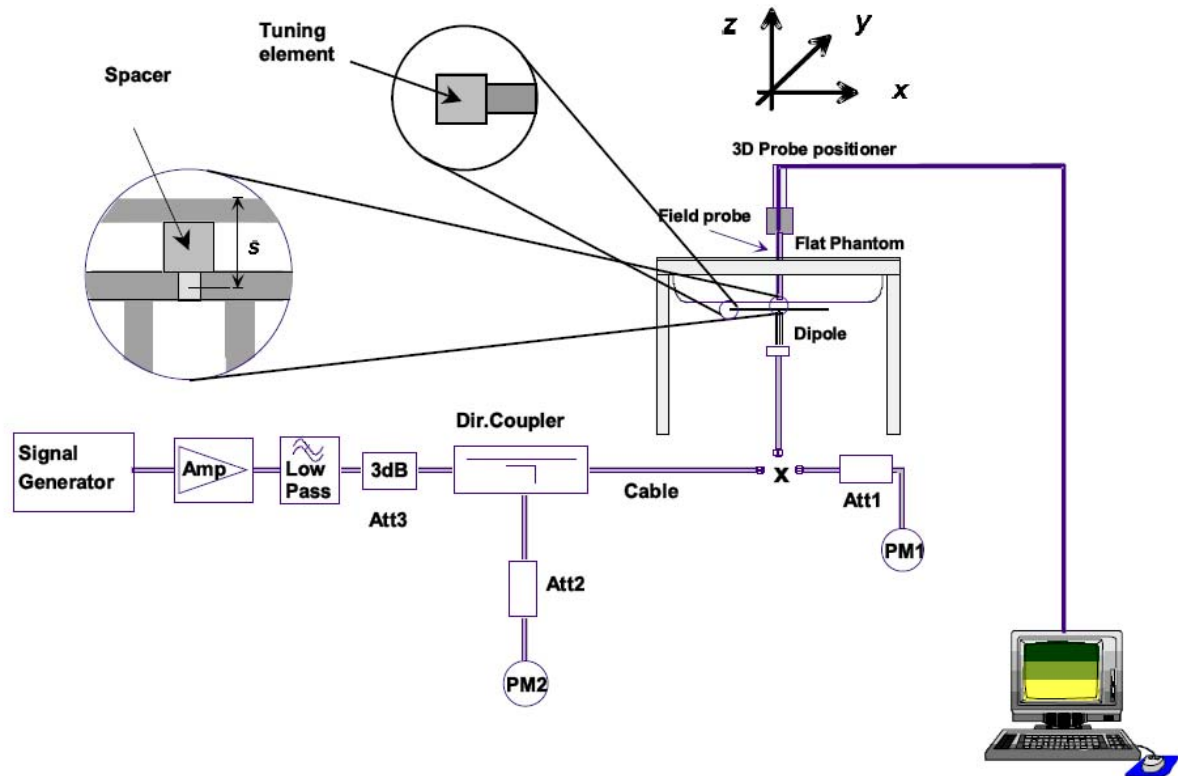 Tuning
element
Spacer
z
y
x
3D Probe positioner
Field probe
Flat Phantom
s
Dipole
Dir.Coupler
Signal
Generator
Amp
Low
Pass
3dB
Att3
Cable
x
Att1
PM1
Att2
PM2